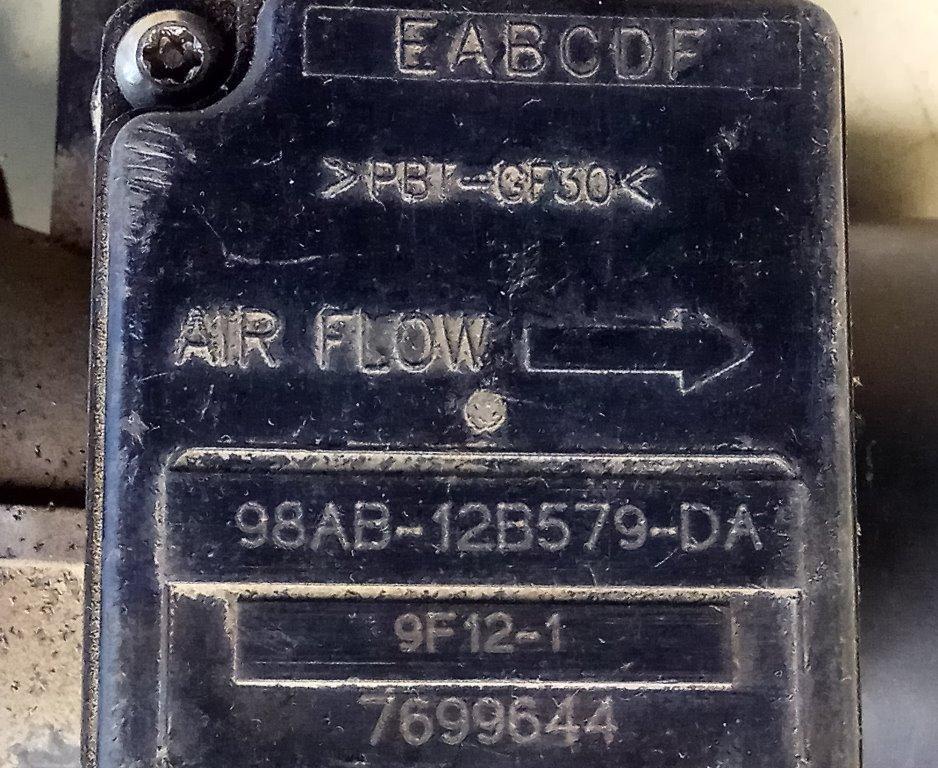 EABCDF
>PBT-GF30<
AIR FLOW
98AB-12B579-DA
9F12-1
7699644